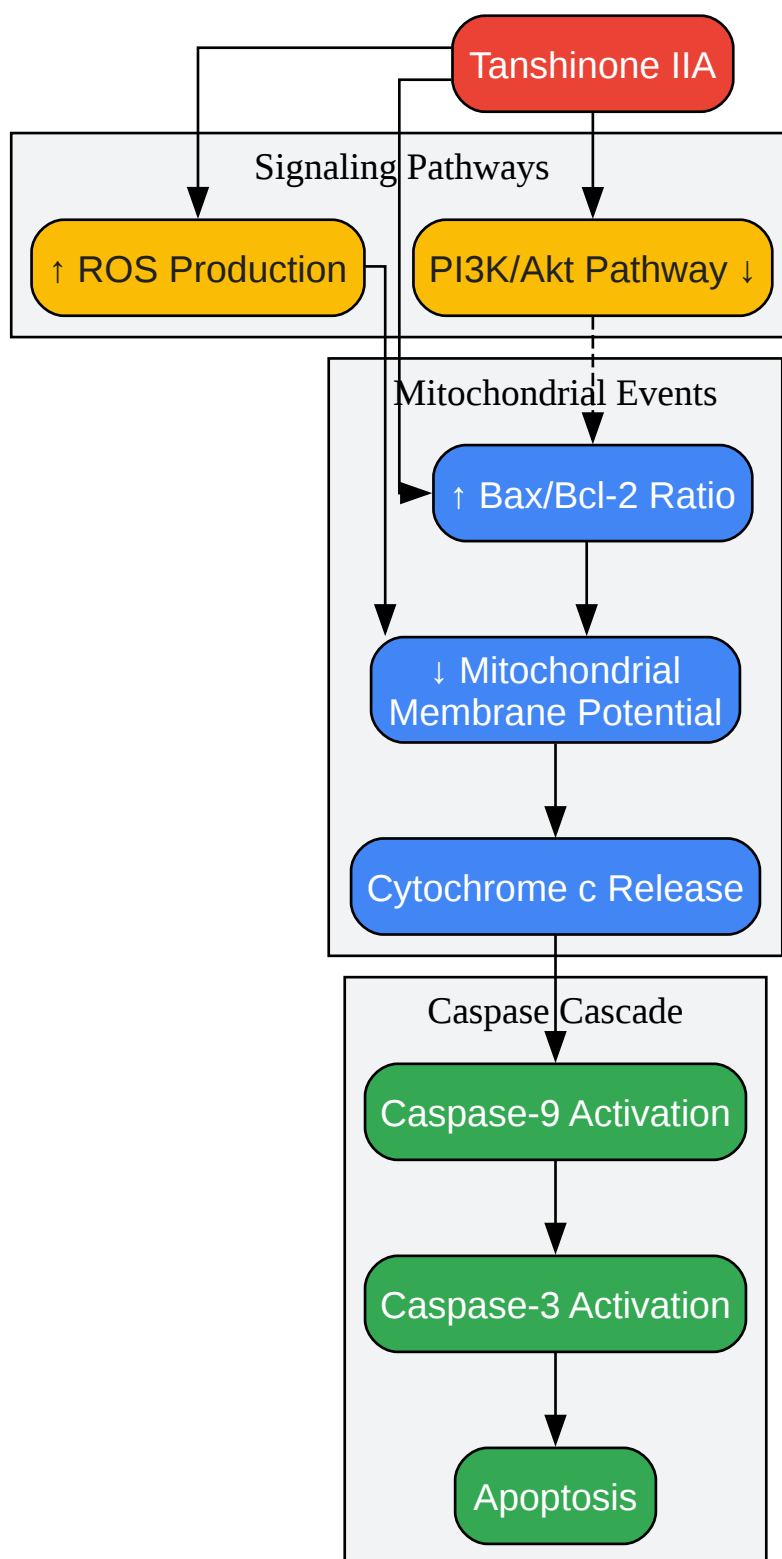 Tanshinone IIA
Signaling Pathways
↑ ROS Production
PI3K/Akt Pathway ↓
Mitochondrial Events
↑ Bax/Bcl-2 Ratio
↓ Mitochondrial
Membrane Potential
Cytochrome c Release
Caspase Cascade
Caspase-9 Activation
Caspase-3 Activation
Apoptosis